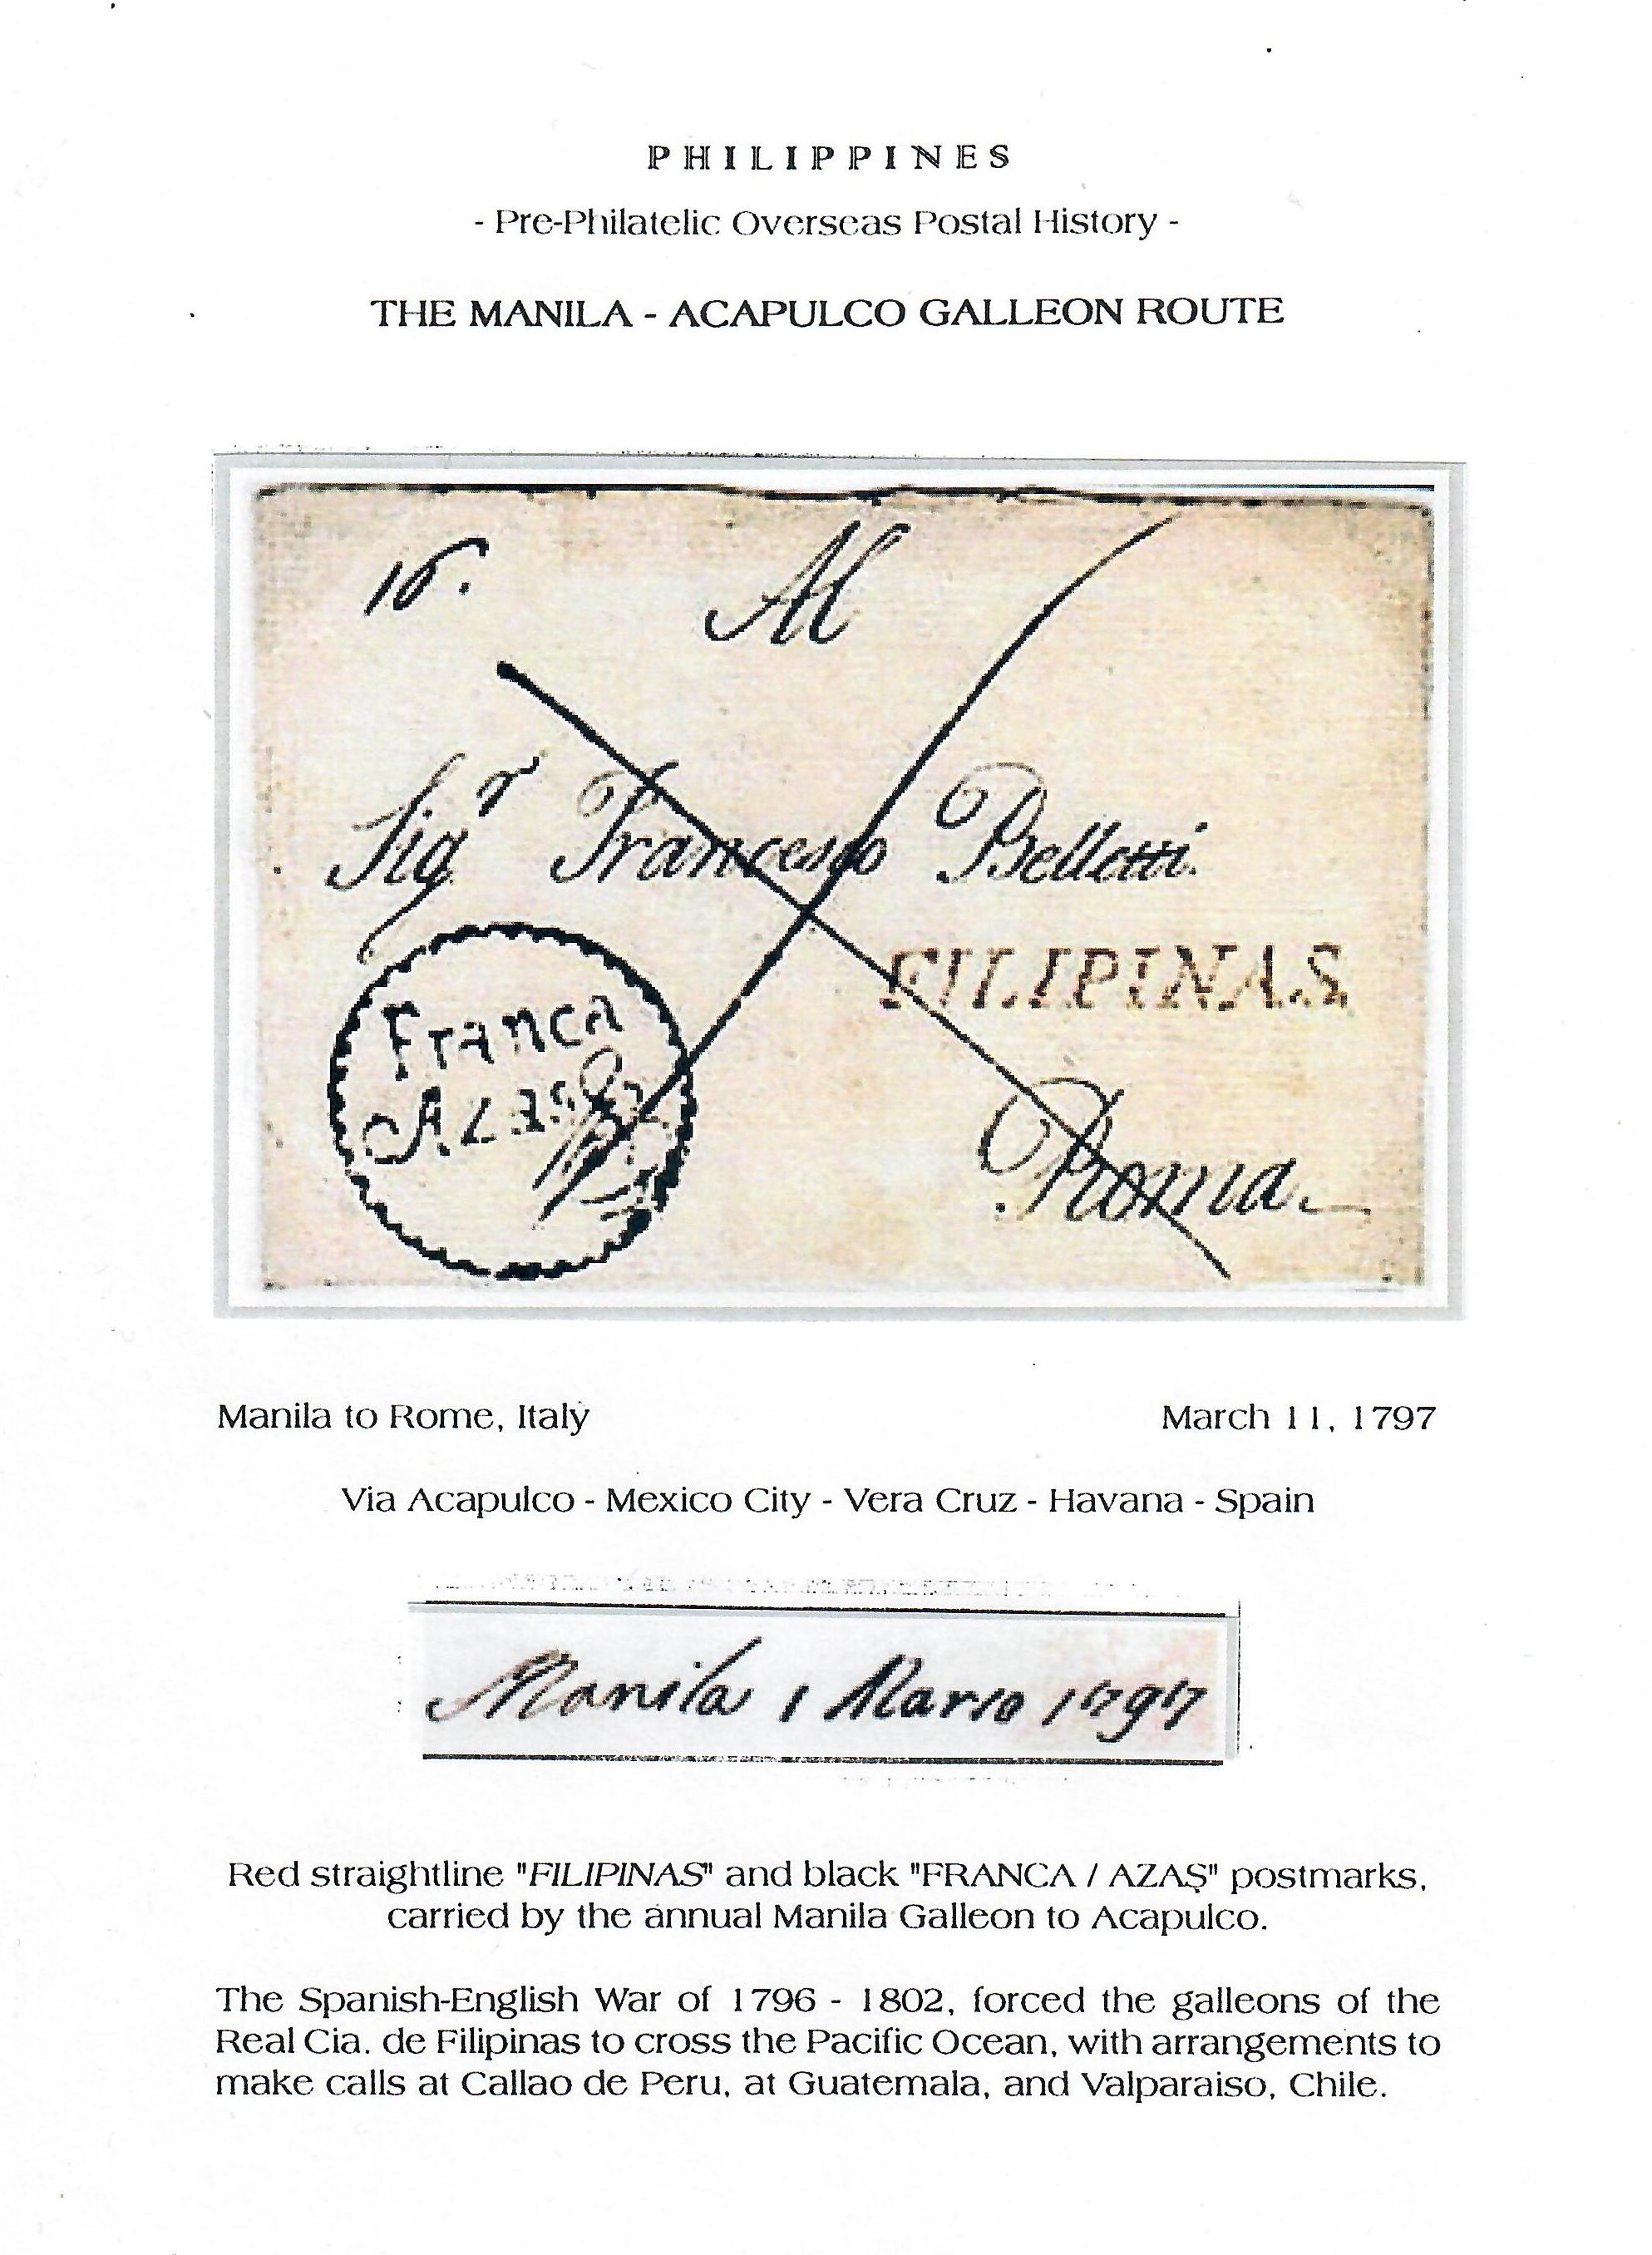 PHILIPPINES
- Pre-Philatelic Overseas Postal History -
THE MANILA - ACAPULCO GALLEON ROUTE
16.
Al
Sigr Francesco Belletti.
FILIPINAS
Franca
Azas
Roma.
Manila to Rome, Italy March 11, 1797
Via Acapulco - Mexico City - Vera Cruz - Havana - Spain
Manila 1 Marso 1797
Red straightline "FILIPINAS" and black "FRANCA / AZAS" postmarks,
carried by the annual Manila Galleon to Acapulco.
The Spanish-English War of 1796 - 1802, forced the galleons of the
Real Cia. de Filipinas to cross the Pacific Ocean, with arrangements to
make calls at Callao de Peru, at Guatemala, and Valparaiso, Chile.